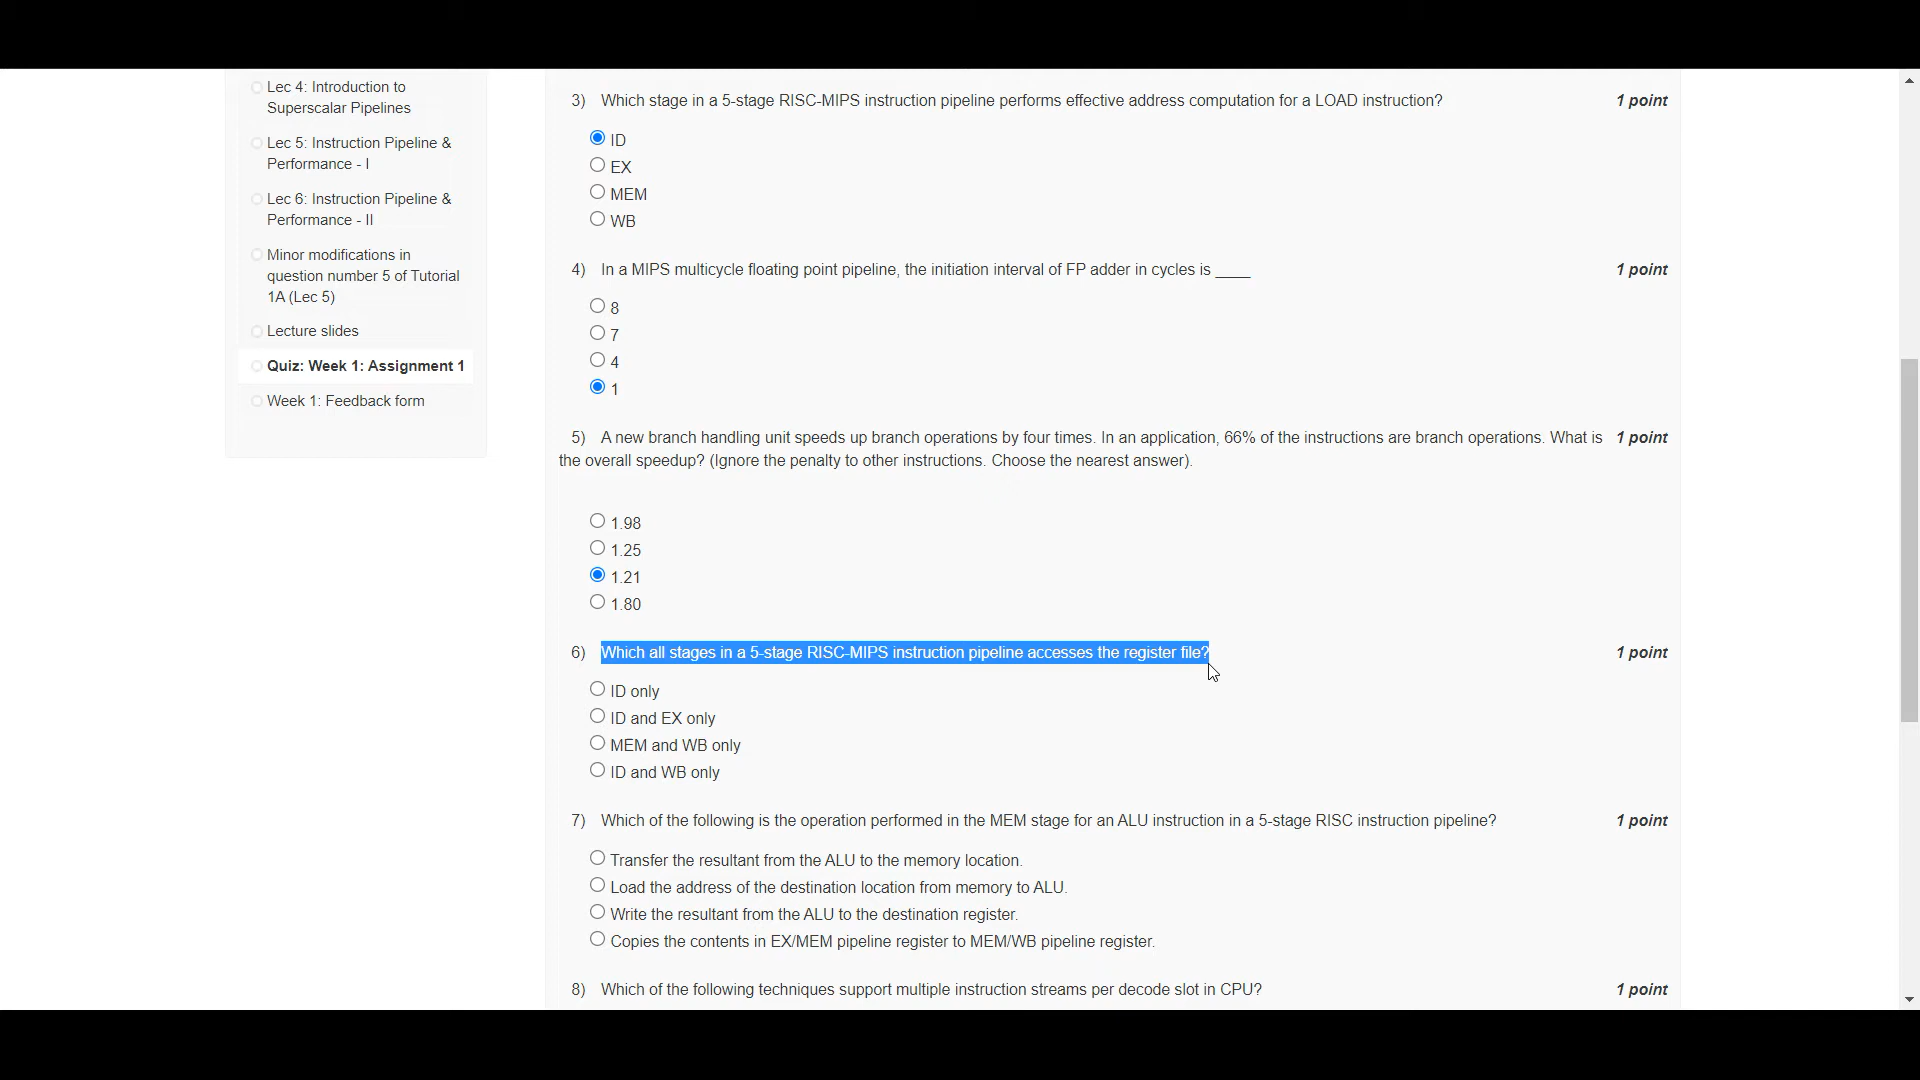 Lec 4: Introduction to
Superscalar Pipelines
Lec 5: Instruction Pipeline &
Performance - I
Lec 6: Instruction Pipeline &
Performance - II
Minor modifications in
question number 5 of Tutorial
1A (Lec 5)
Lecture slides
Quiz: Week 1: Assignment 1
Week 1: Feedback form
3) Which stage in a 5-stage RISC-MIPS instruction pipeline performs effective address computation for a LOAD instruction? 1 point
ID
EX
MEM
WB
4) In a MIPS multicycle floating point pipeline, the initiation interval of FP adder in cycles is ____ 1 point
8
7
4
1
5) A new branch handling unit speeds up branch operations by four times. In an application, 66% of the instructions are branch operations. What is 1 point
the overall speedup? (Ignore the penalty to other instructions. Choose the nearest answer).
1.98
1.25
1.21
1.80
6) Which all stages in a 5-stage RISC-MIPS instruction pipeline accesses the register file? 1 point
ID only
ID and EX only
MEM and WB only
ID and WB only
7) Which of the following is the operation performed in the MEM stage for an ALU instruction in a 5-stage RISC instruction pipeline? 1 point
Transfer the resultant from the ALU to the memory location.
Load the address of the destination location from memory to ALU.
Write the resultant from the ALU to the destination register.
Copies the contents in EX/MEM pipeline register to MEM/WB pipeline register.
8) Which of the following techniques support multiple instruction streams per decode slot in CPU? 1 point